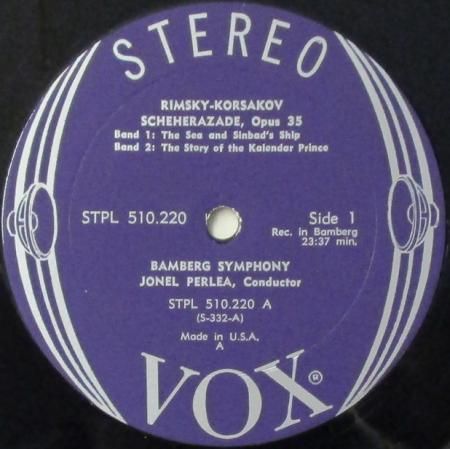 STEREO
RIMSKY-KORSAKOV
SCHEHERAZADE, Opus 35
Band 1: The Sea and Sinbad's Ship
Band 2: The Story of the Kalendar Prince
STPL 510.220
Side 1
Rec. in Bamberg
23:37 min.
BAMBERG SYMPHONY
JONEL PERLEA, Conductor
STPL 510.220 A
(S-332-A)
Made in U.S.A.
A
VOX®